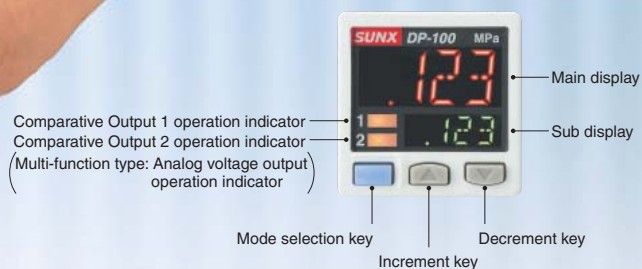 SUNX DP-100 MPa
.123
Main display
Comparative Output 1 operation indicator
1
Comparative Output 2 operation indicator
2
.123
Sub display
(Multi-function type: Analog voltage output
operation indicator)
Mode selection key
Decrement key
Increment key